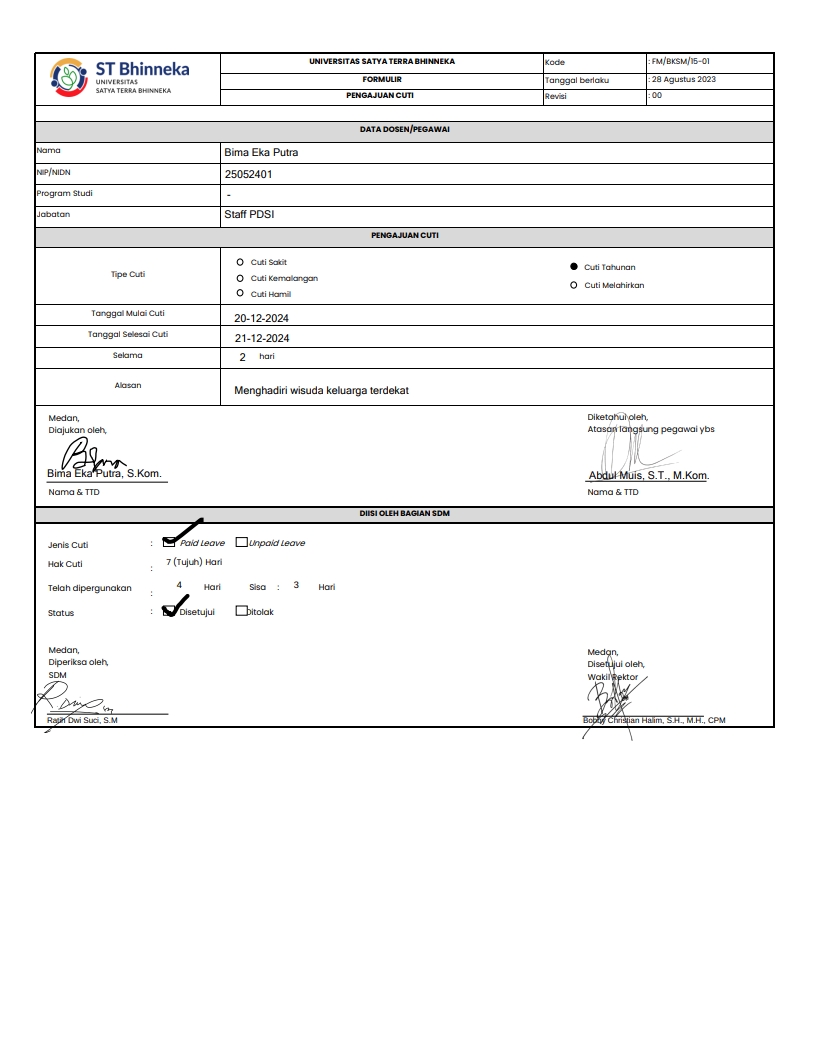 ST Bhinneka
UNIVERSITAS
SATYA TERRA BHINNEKA
UNIVERSITAS SATYA TERRA BHINNEKA
Kode : FM/BKSM/15-01
FORMULIR
Tanggal berlaku : 28 Agustus 2023
PENGAJUAN CUTI
Revisi : 00
DATA DOSEN/PEGAWAI
Nama Bima Eka Putra
NIP/NIDN 25052401
Program Studi -
Jabatan Staff PDSI
PENGAJUAN CUTI
Tipe Cuti
Cuti Sakit
Cuti Kemalangan
Cuti Hamil
Cuti Tahunan
Cuti Melahirkan
Tanggal Mulai Cuti 20-12-2024
Tanggal Selesai Cuti 21-12-2024
Selama 2 hari
Alasan Menghadiri wisuda keluarga terdekat
Medan,
Diajukan oleh,
Bima Eka Putra, S.Kom.
Nama & TTD
Diketahui oleh,
Atasan langsung pegawai ybs
Abdul Muis, S.T., M.Kom.
Nama & TTD
DIISI OLEH BAGIAN SDM
Jenis Cuti : Paid Leave Unpaid Leave
Hak Cuti : 7 (Tujuh) Hari
Telah dipergunakan : 4 Hari Sisa : 3 Hari
Status : Disetujui Ditolak
Medan,
Diperiksa oleh,
SDM
Ratih Dwi Suci, S.M
Medan,
Disetujui oleh,
Wakil Rektor
Bobby Christian Halim, S.H., M.H., CPM